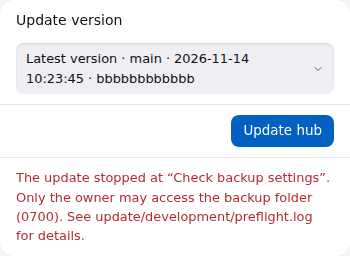 Update version
Latest version · main · 2026-11-14
10:23:45 · bbbbbbbbbbbb
Update hub
The update stopped at “Check backup settings”.
Only the owner may access the backup folder
(0700). See update/development/preflight.log
for details.